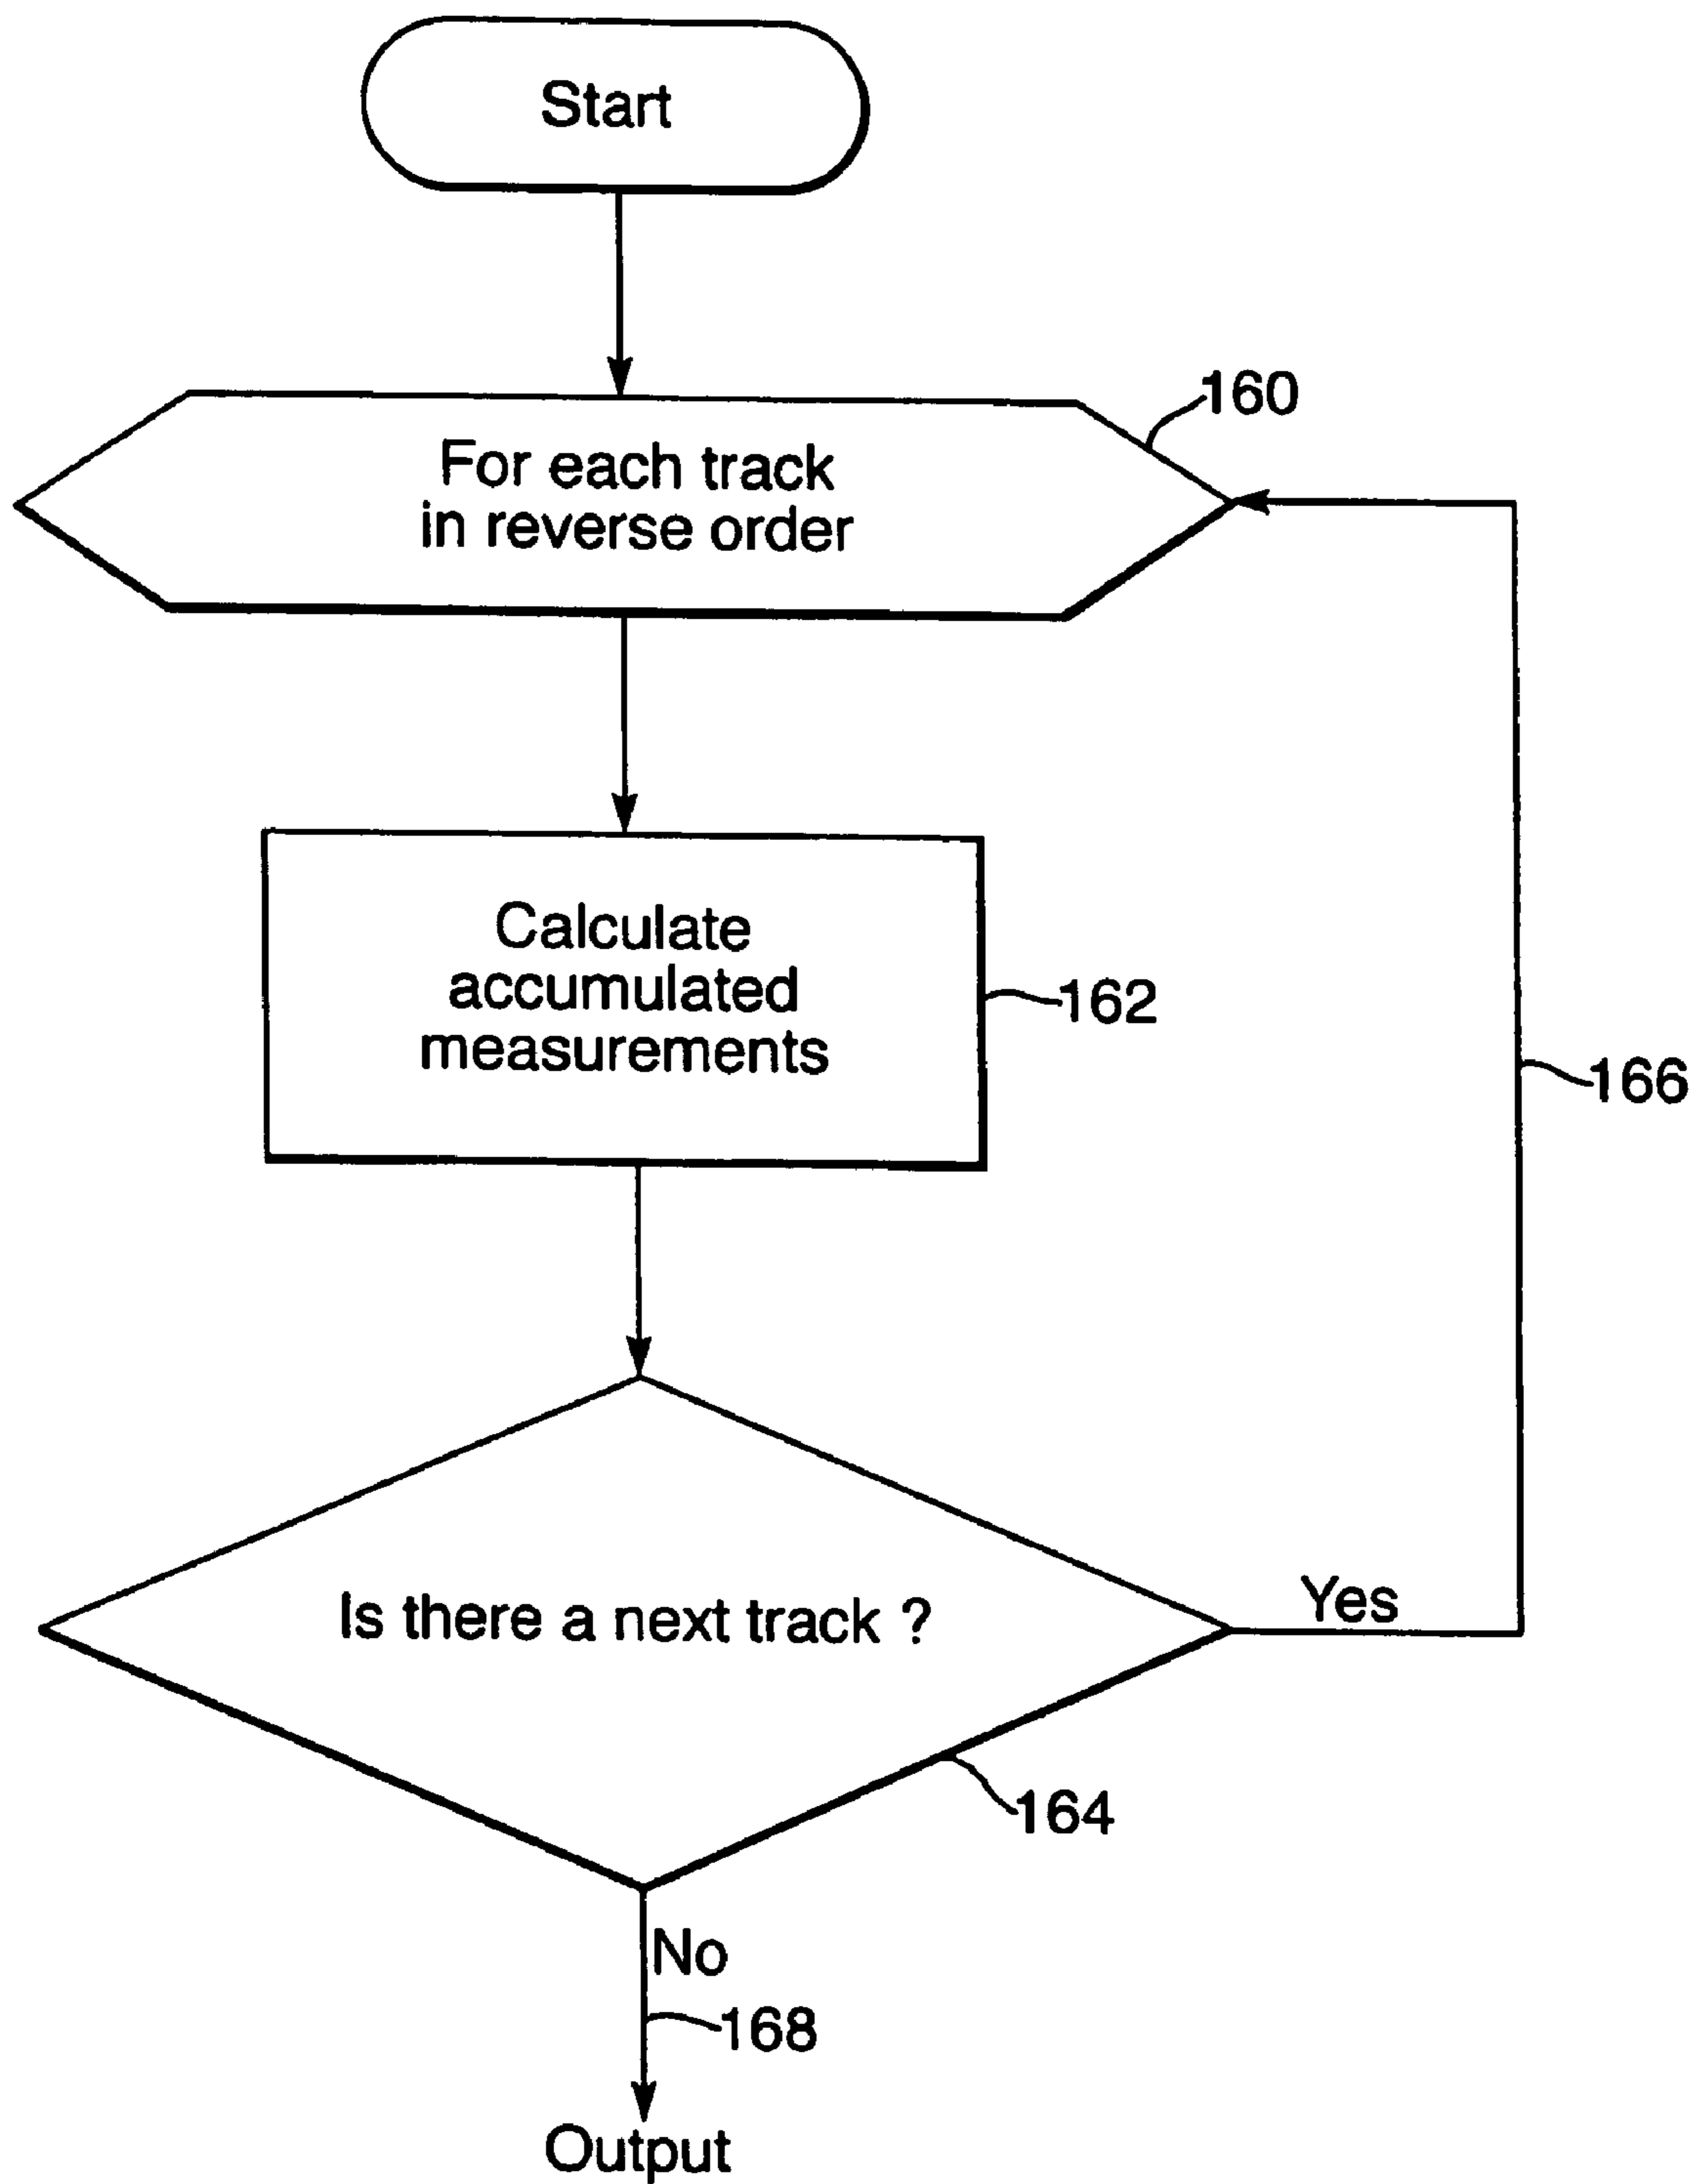 Start
160
For each track
in reverse order
Calculate
accumulated
measurements
162
166
Is there a next track ?
Yes
164
No
168
Output